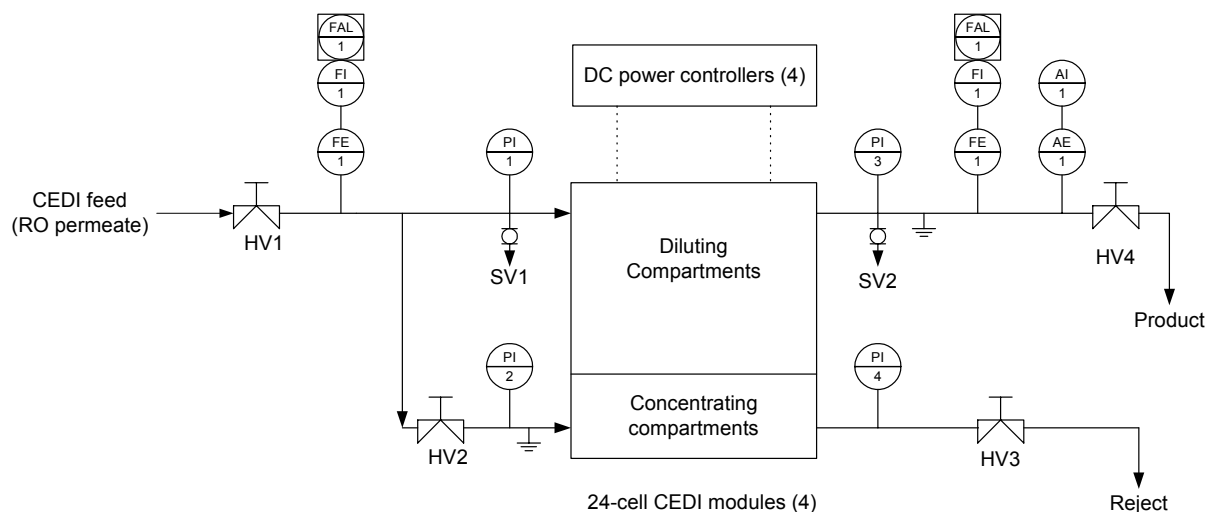 FAL
1
FI
1
FE
1
PI
1
DC power controllers (4)
PI
3
FAL
1
FI
1
FE
1
AI
1
AE
1
CEDI feed
(RO permeate)
HV1
SV1
Diluting
Compartments
SV2
HV4
Product
PI
2
HV2
Concentrating
compartments
PI
4
HV3
Reject
24-cell CEDI modules (4)